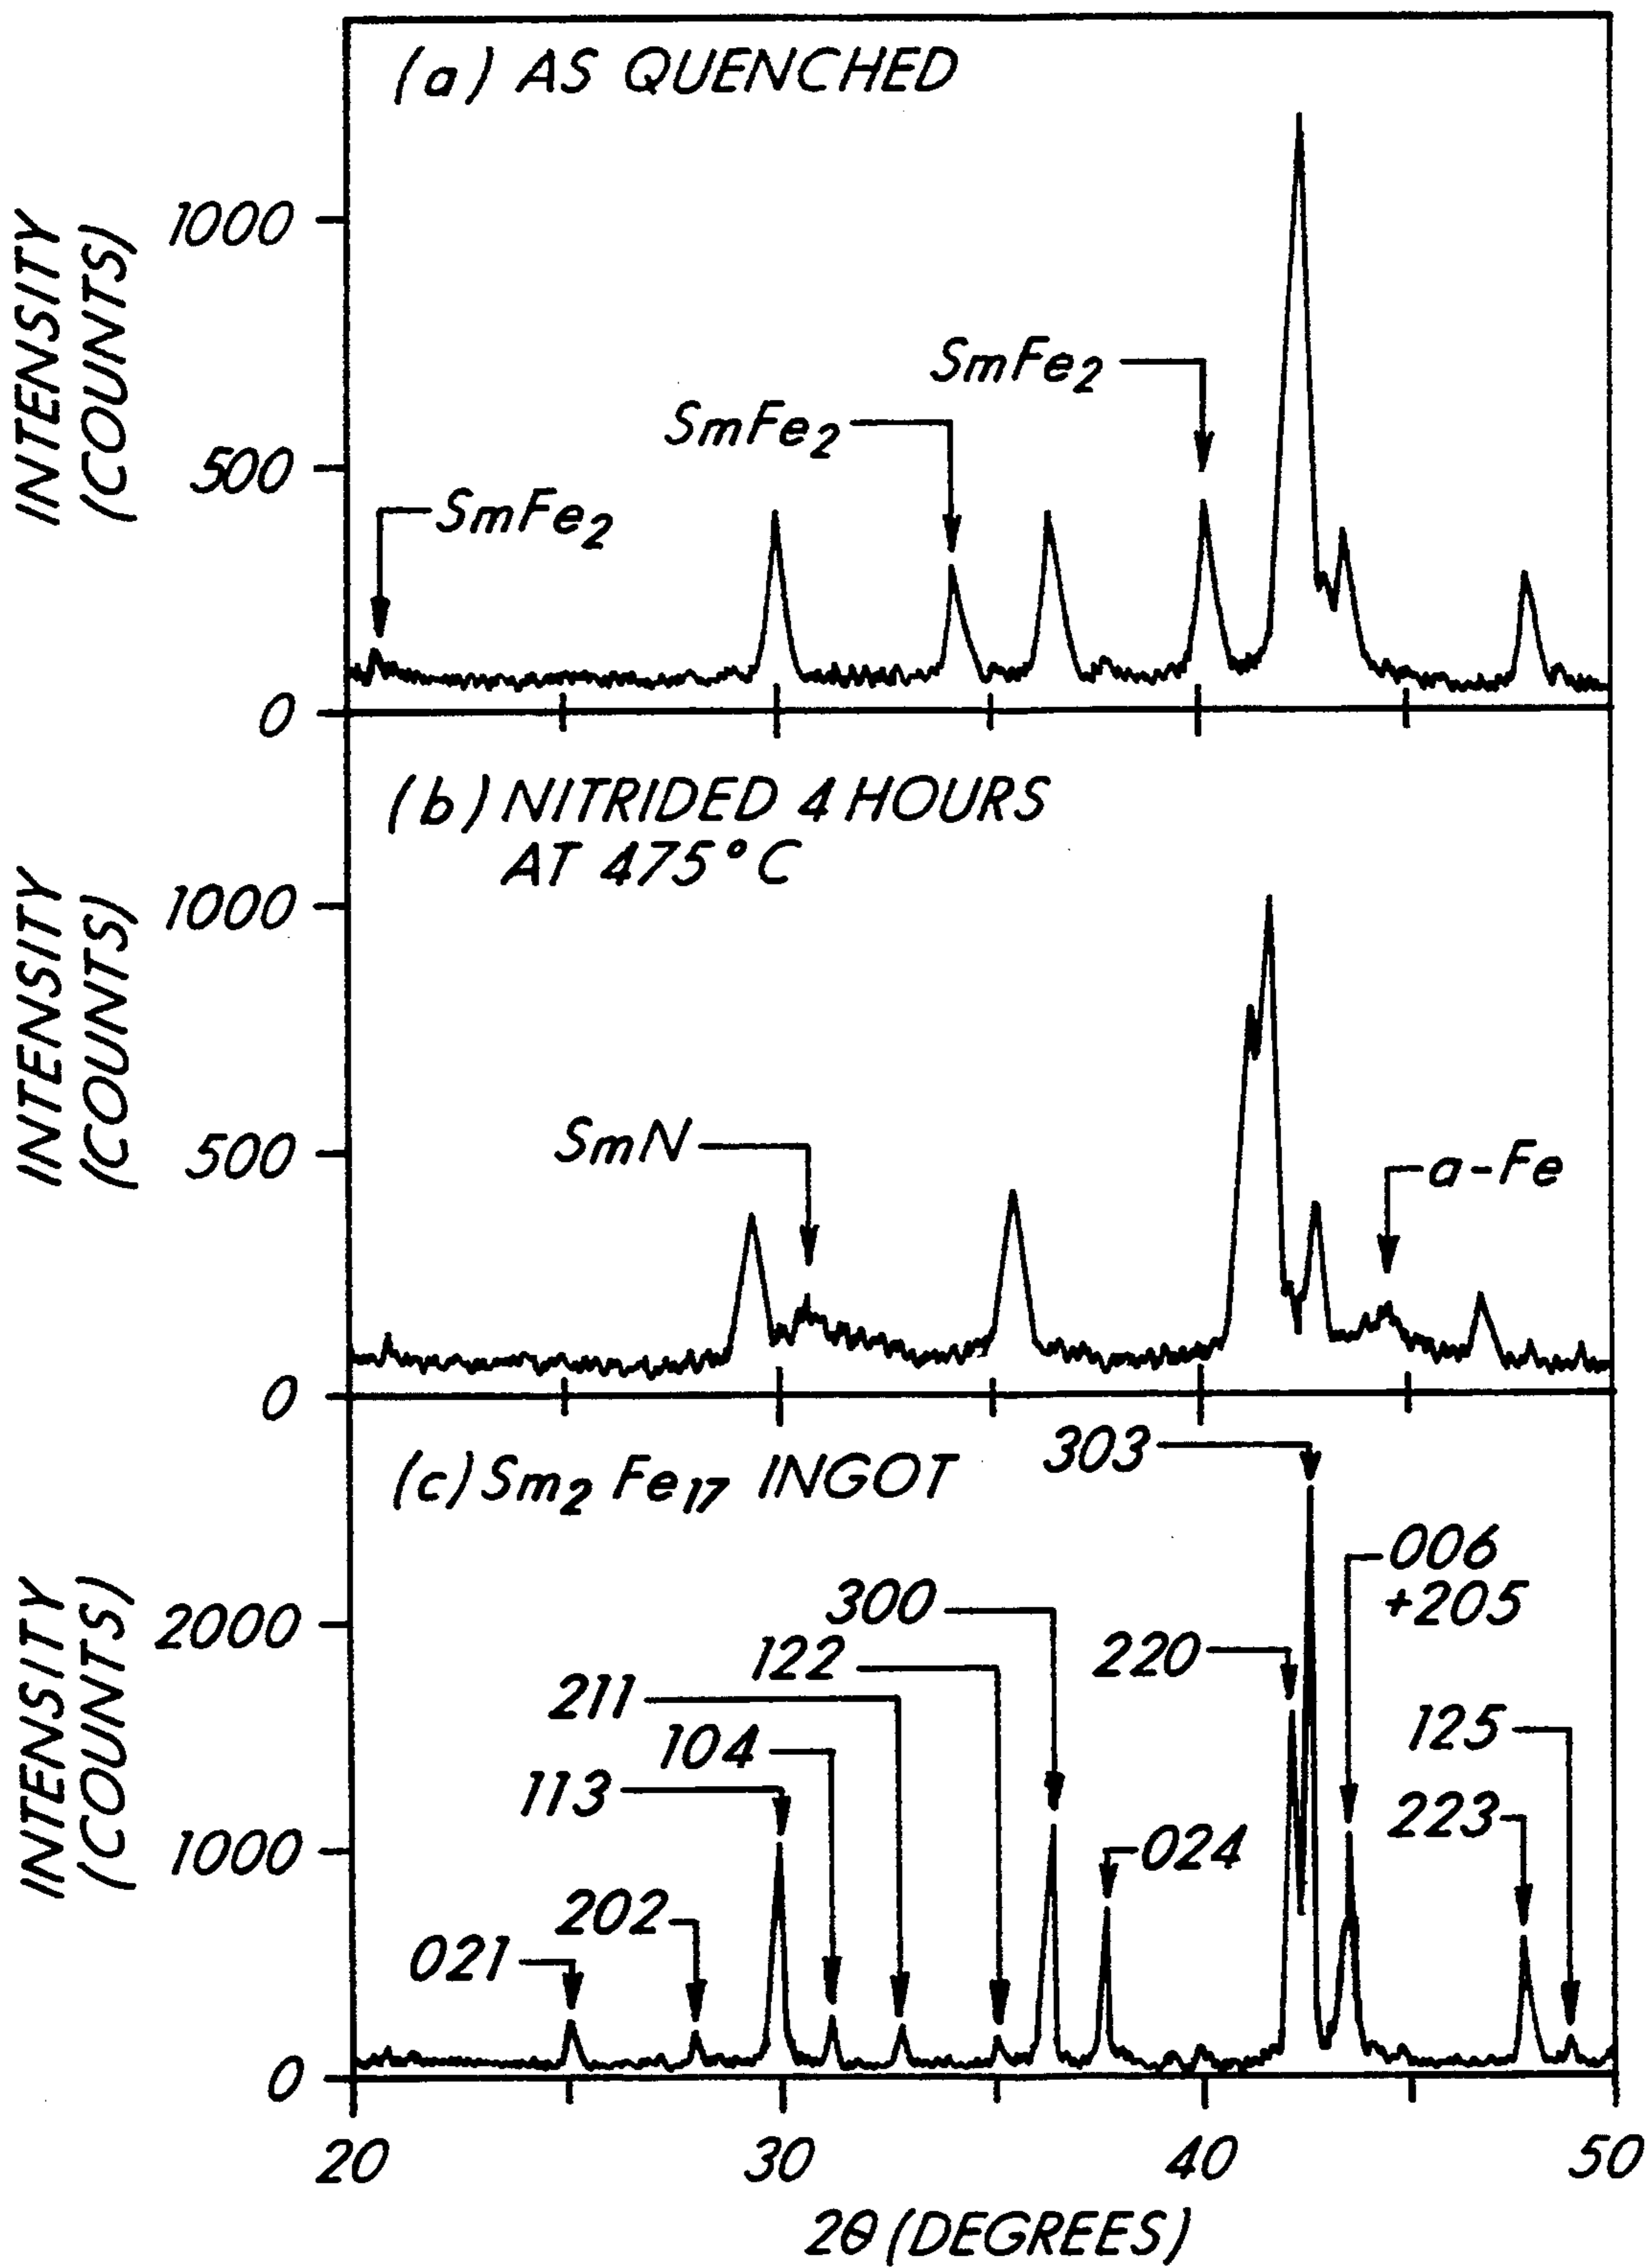 (a) AS QUENCHED
INTENSITY
(COUNTS)
1000
500
0
SmFe2
SmFe2
SmFe2
(b) NITRIDED 4 HOURS
AT 475°C
INTENSITY
(COUNTS)
1000
500
0
SmN
a-Fe
(c) Sm2 Fe17 INGOT
INTENSITY
(COUNTS)
2000
1000
0
303
006
+205
300
122
220
211
104
125
113
223
024
202
021
20
30
40
50
2θ (DEGREES)